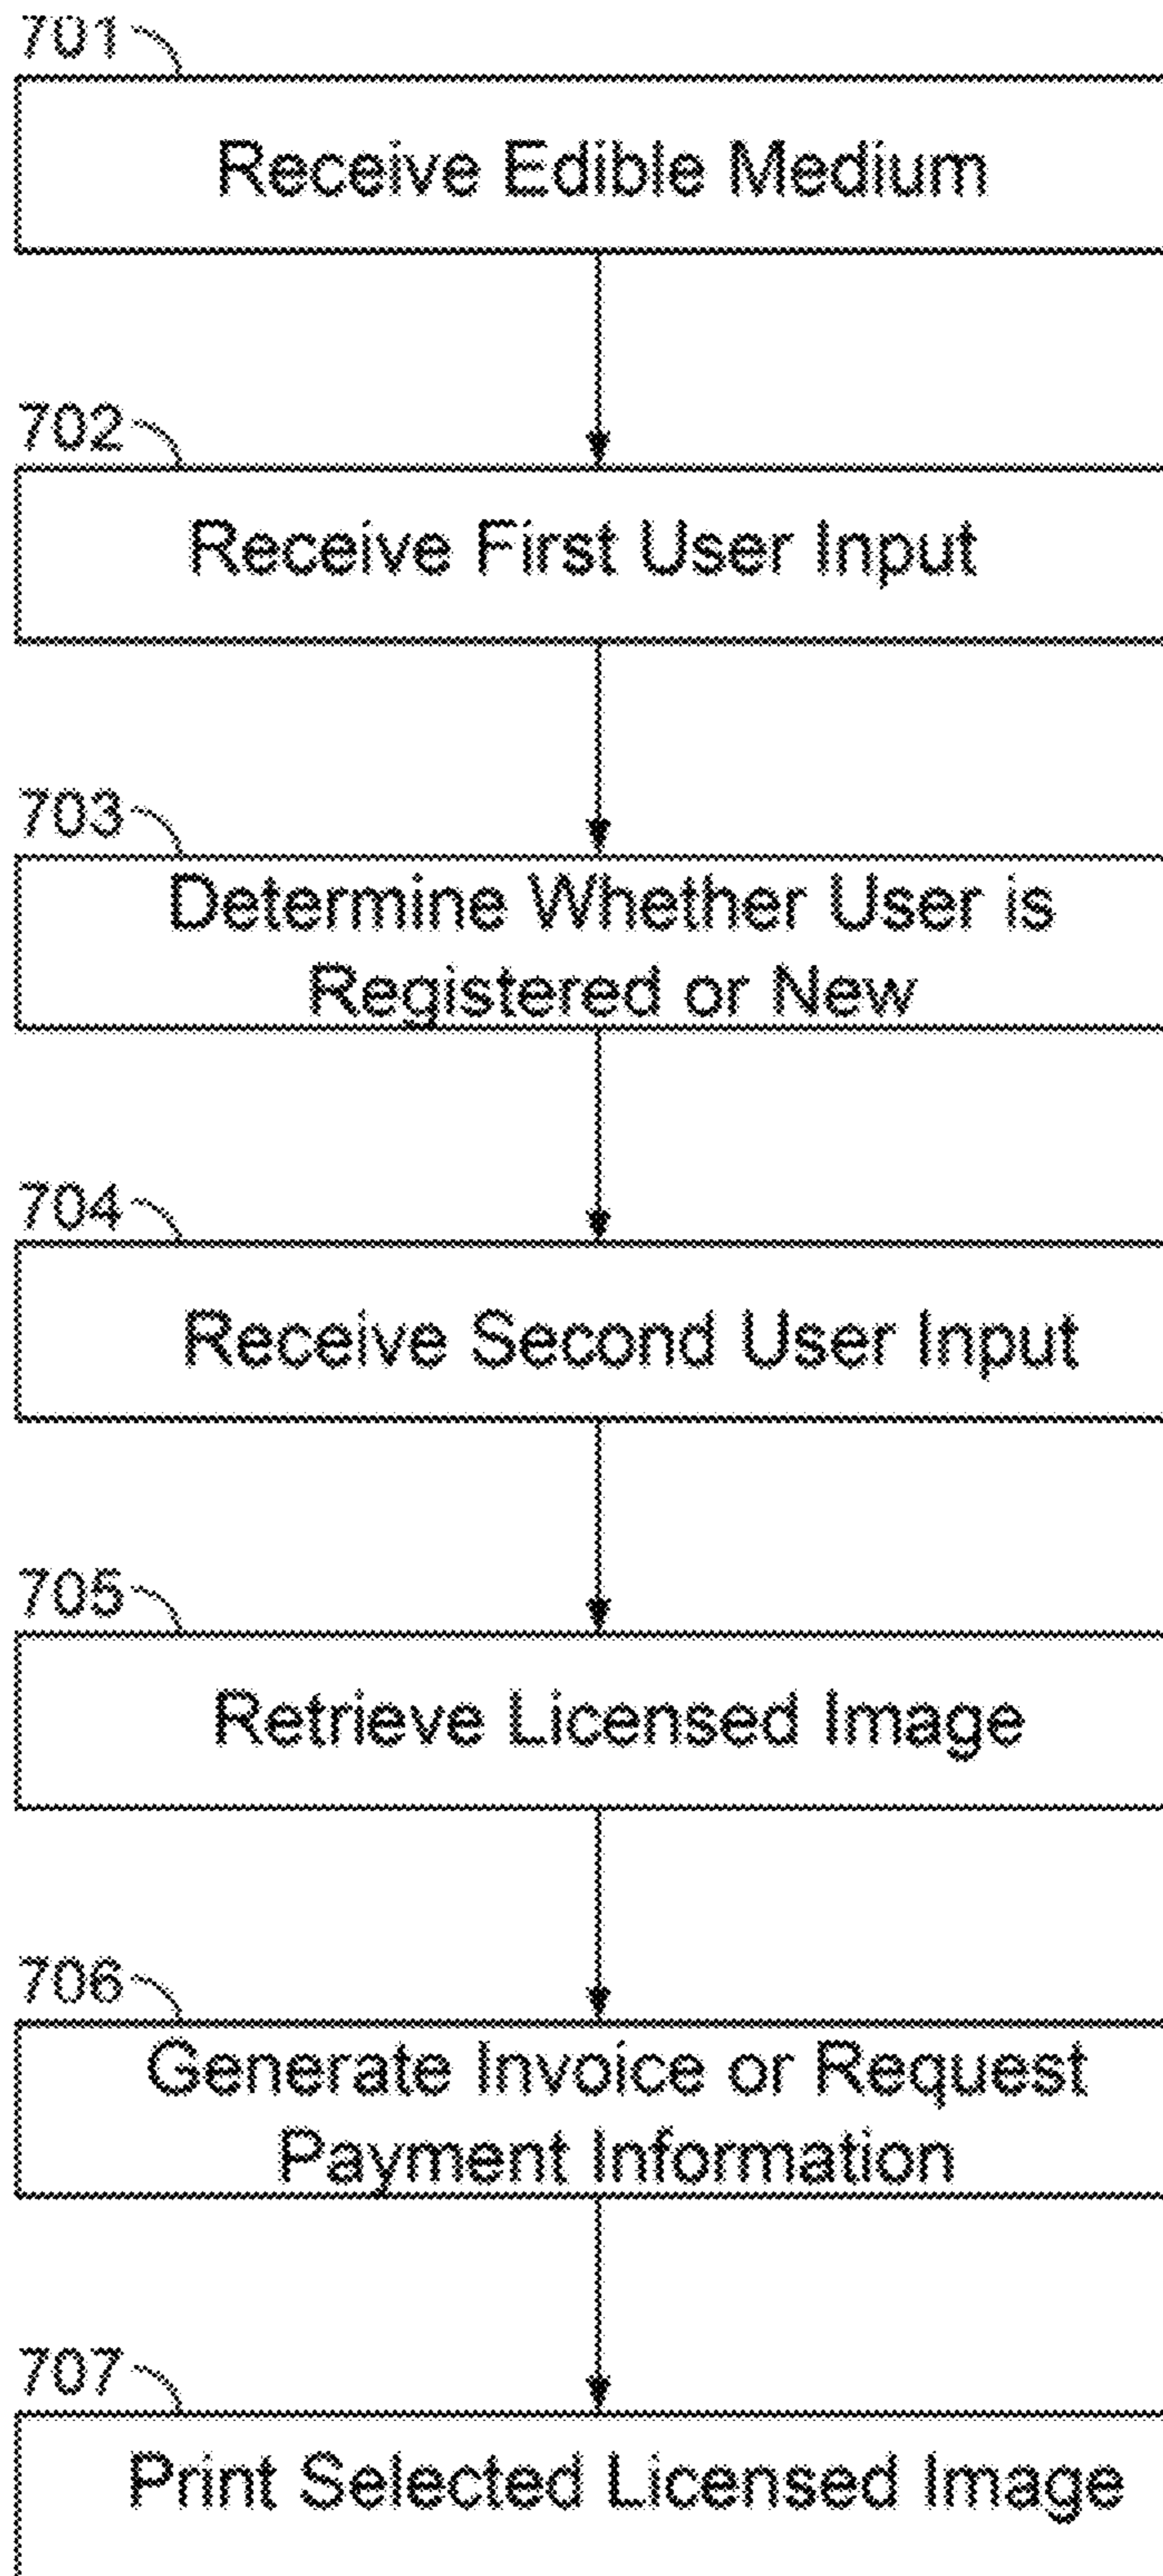 701
Receive Edible Medium
702
Receive First User Input
703
Determine Whether User is
Registered or New
704
Receive Second User Input
705
Retrieve Licensed Image
706
Generate Invoice or Request
Payment Information
707
Print Selected Licensed Image